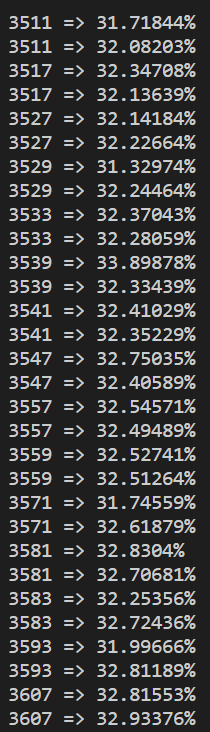 3511 => 31.71844%
3511 => 32.08203%
3517 => 32.34708%
3517 => 32.13639%
3527 => 32.14184%
3527 => 32.22664%
3529 => 31.32974%
3529 => 32.24464%
3533 => 32.37043%
3533 => 32.28059%
3539 => 33.89878%
3539 => 32.33439%
3541 => 32.41029%
3541 => 32.35229%
3547 => 32.75035%
3547 => 32.40589%
3557 => 32.54571%
3557 => 32.49489%
3559 => 32.52741%
3559 => 32.51264%
3571 => 31.74559%
3571 => 32.61879%
3581 => 32.8304%
3581 => 32.70681%
3583 => 32.25356%
3583 => 32.72436%
3593 => 31.99666%
3593 => 32.81189%
3607 => 32.81553%
3607 => 32.93376%